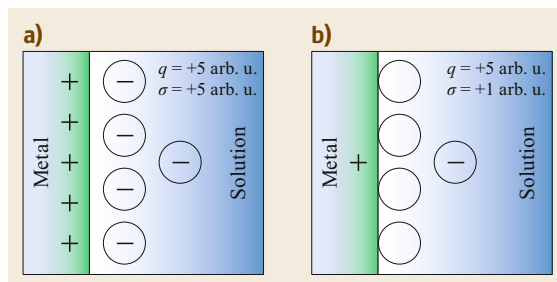 a)
q = +5 arb. u.
σ = +5 arb. u.
+
+
+
+
+
−
−
−
−
−
Metal
Solution
b)
q = +5 arb. u.
σ = +1 arb. u.
+
−
Metal
Solution